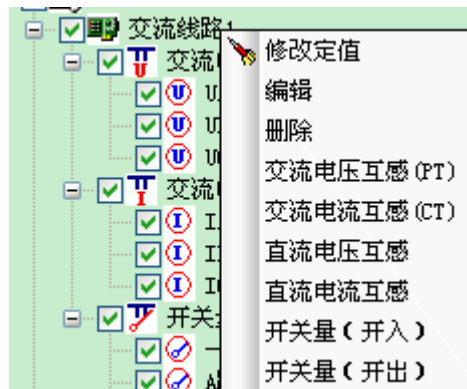 交流线路1
修改定值
交流
编辑
删除
交流电压互感(PT)
交流
交流电流互感(CT)
直流电压互感
直流电流互感
开关
开关量(开入)
开关量(开出)